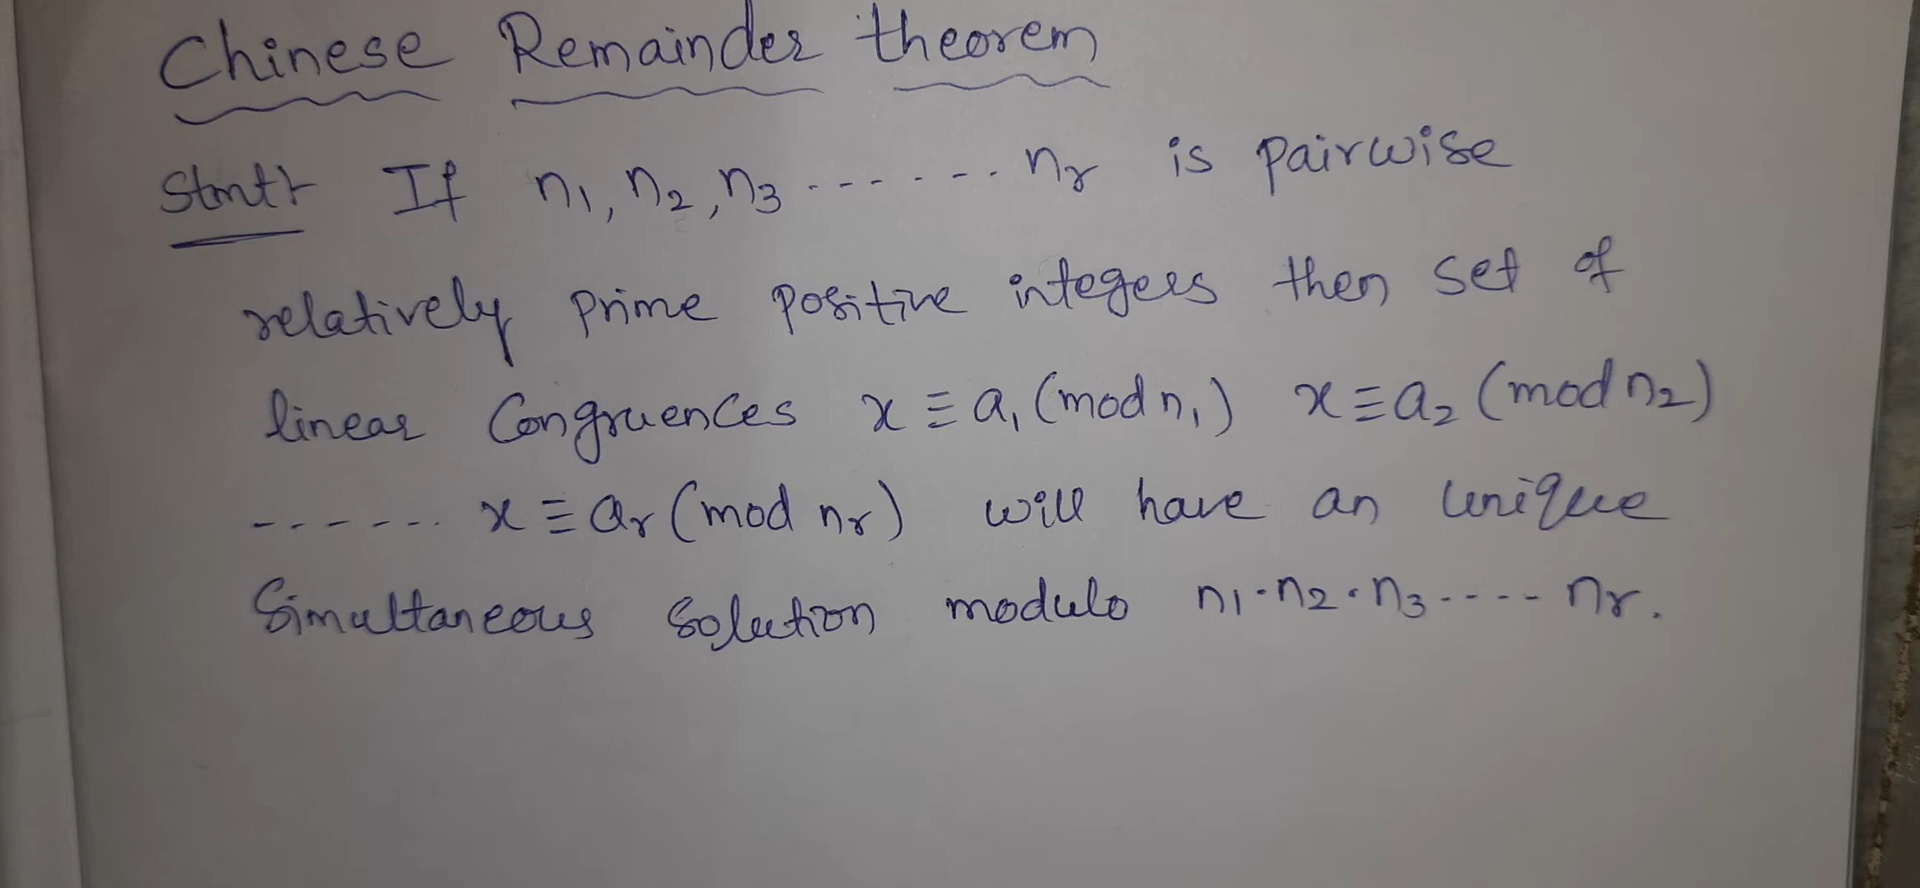 Chinese Remainder theorem
Stmt:- If n₁, n₂, n₃ ------- nᵣ is pairwise
relatively prime positive integers then set of
linear Congruences x ≡ a₁ (mod n₁) x ≡ a₂ (mod n₂)
------- x ≡ aᵣ (mod nᵣ) will have an unique
Simultaneous Solution modulo n₁·n₂·n₃---- nᵣ.